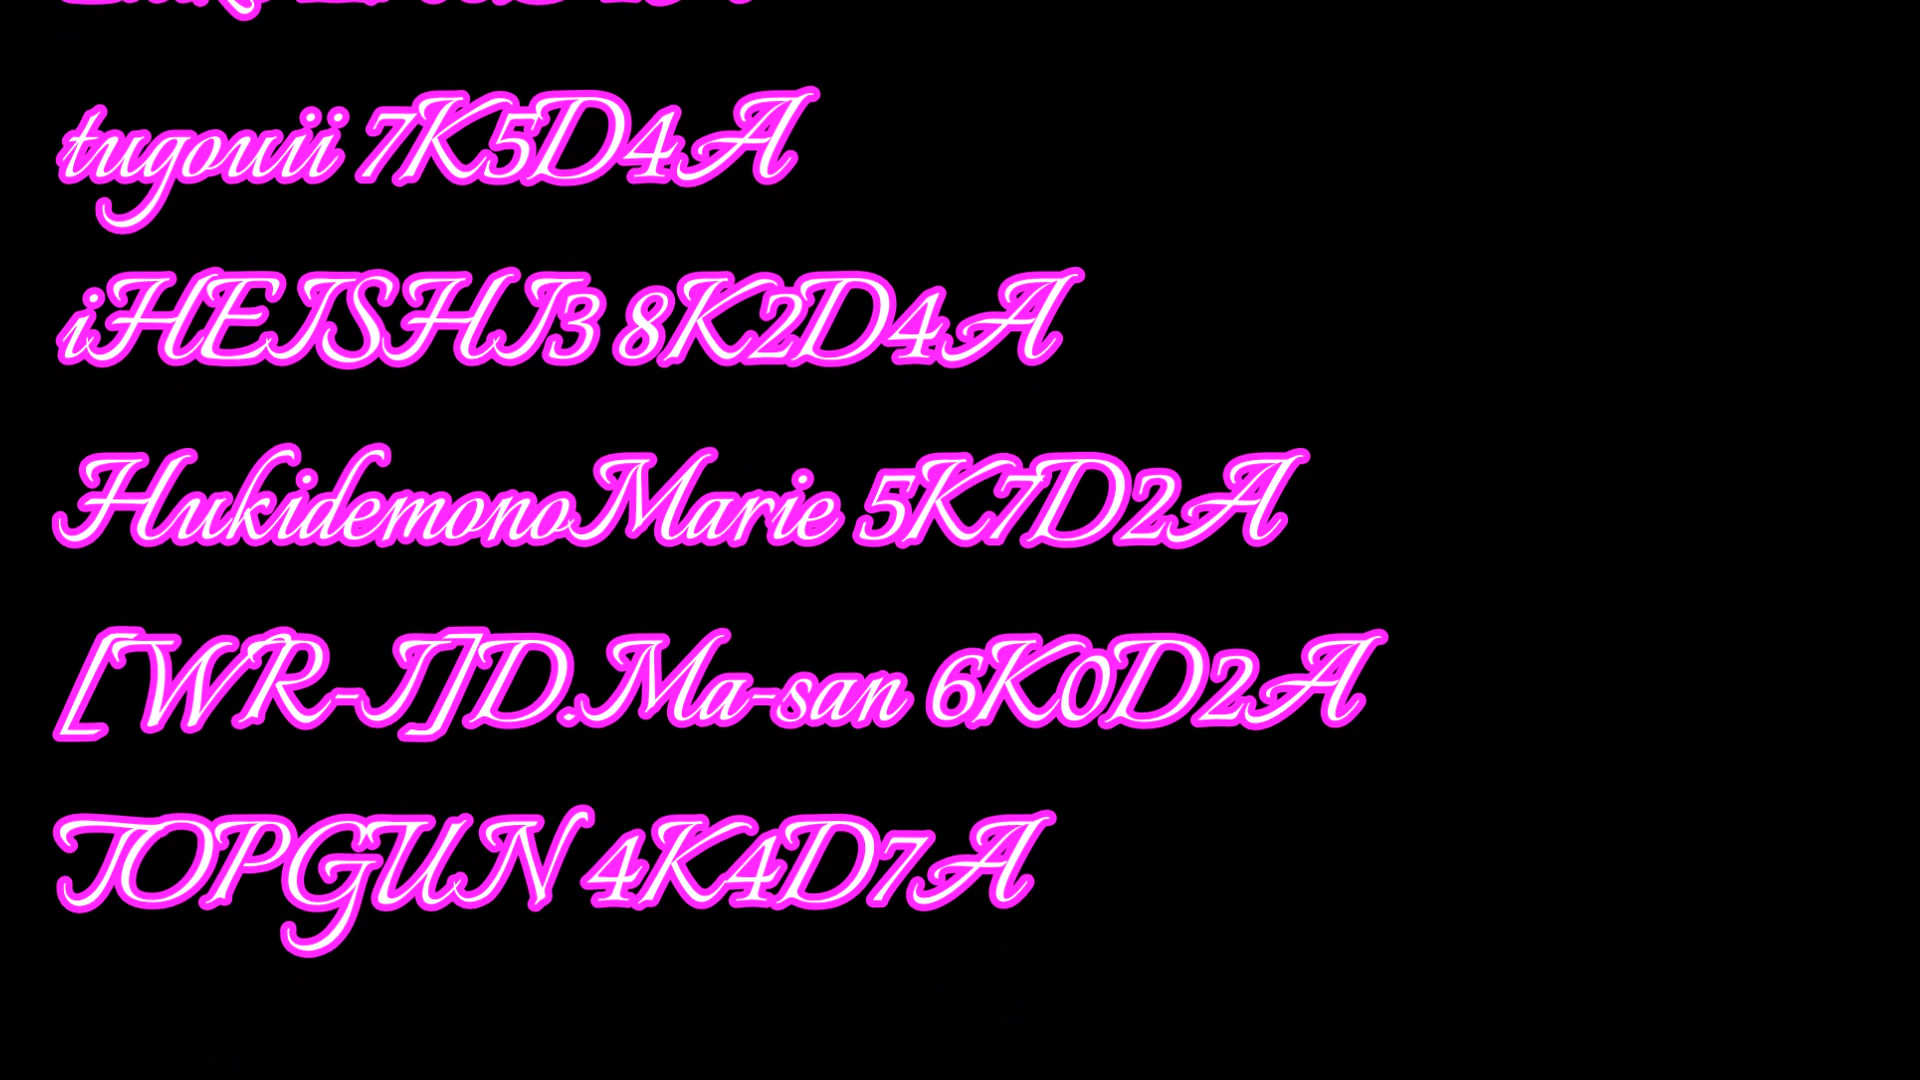 tugouii 7K5D4A
iHEISHI3 8K2D4A
HukidemonoMarie 5K7D2A
[WR-J]D.Ma-san 6K0D2A
TOPGUN 4K4D7A